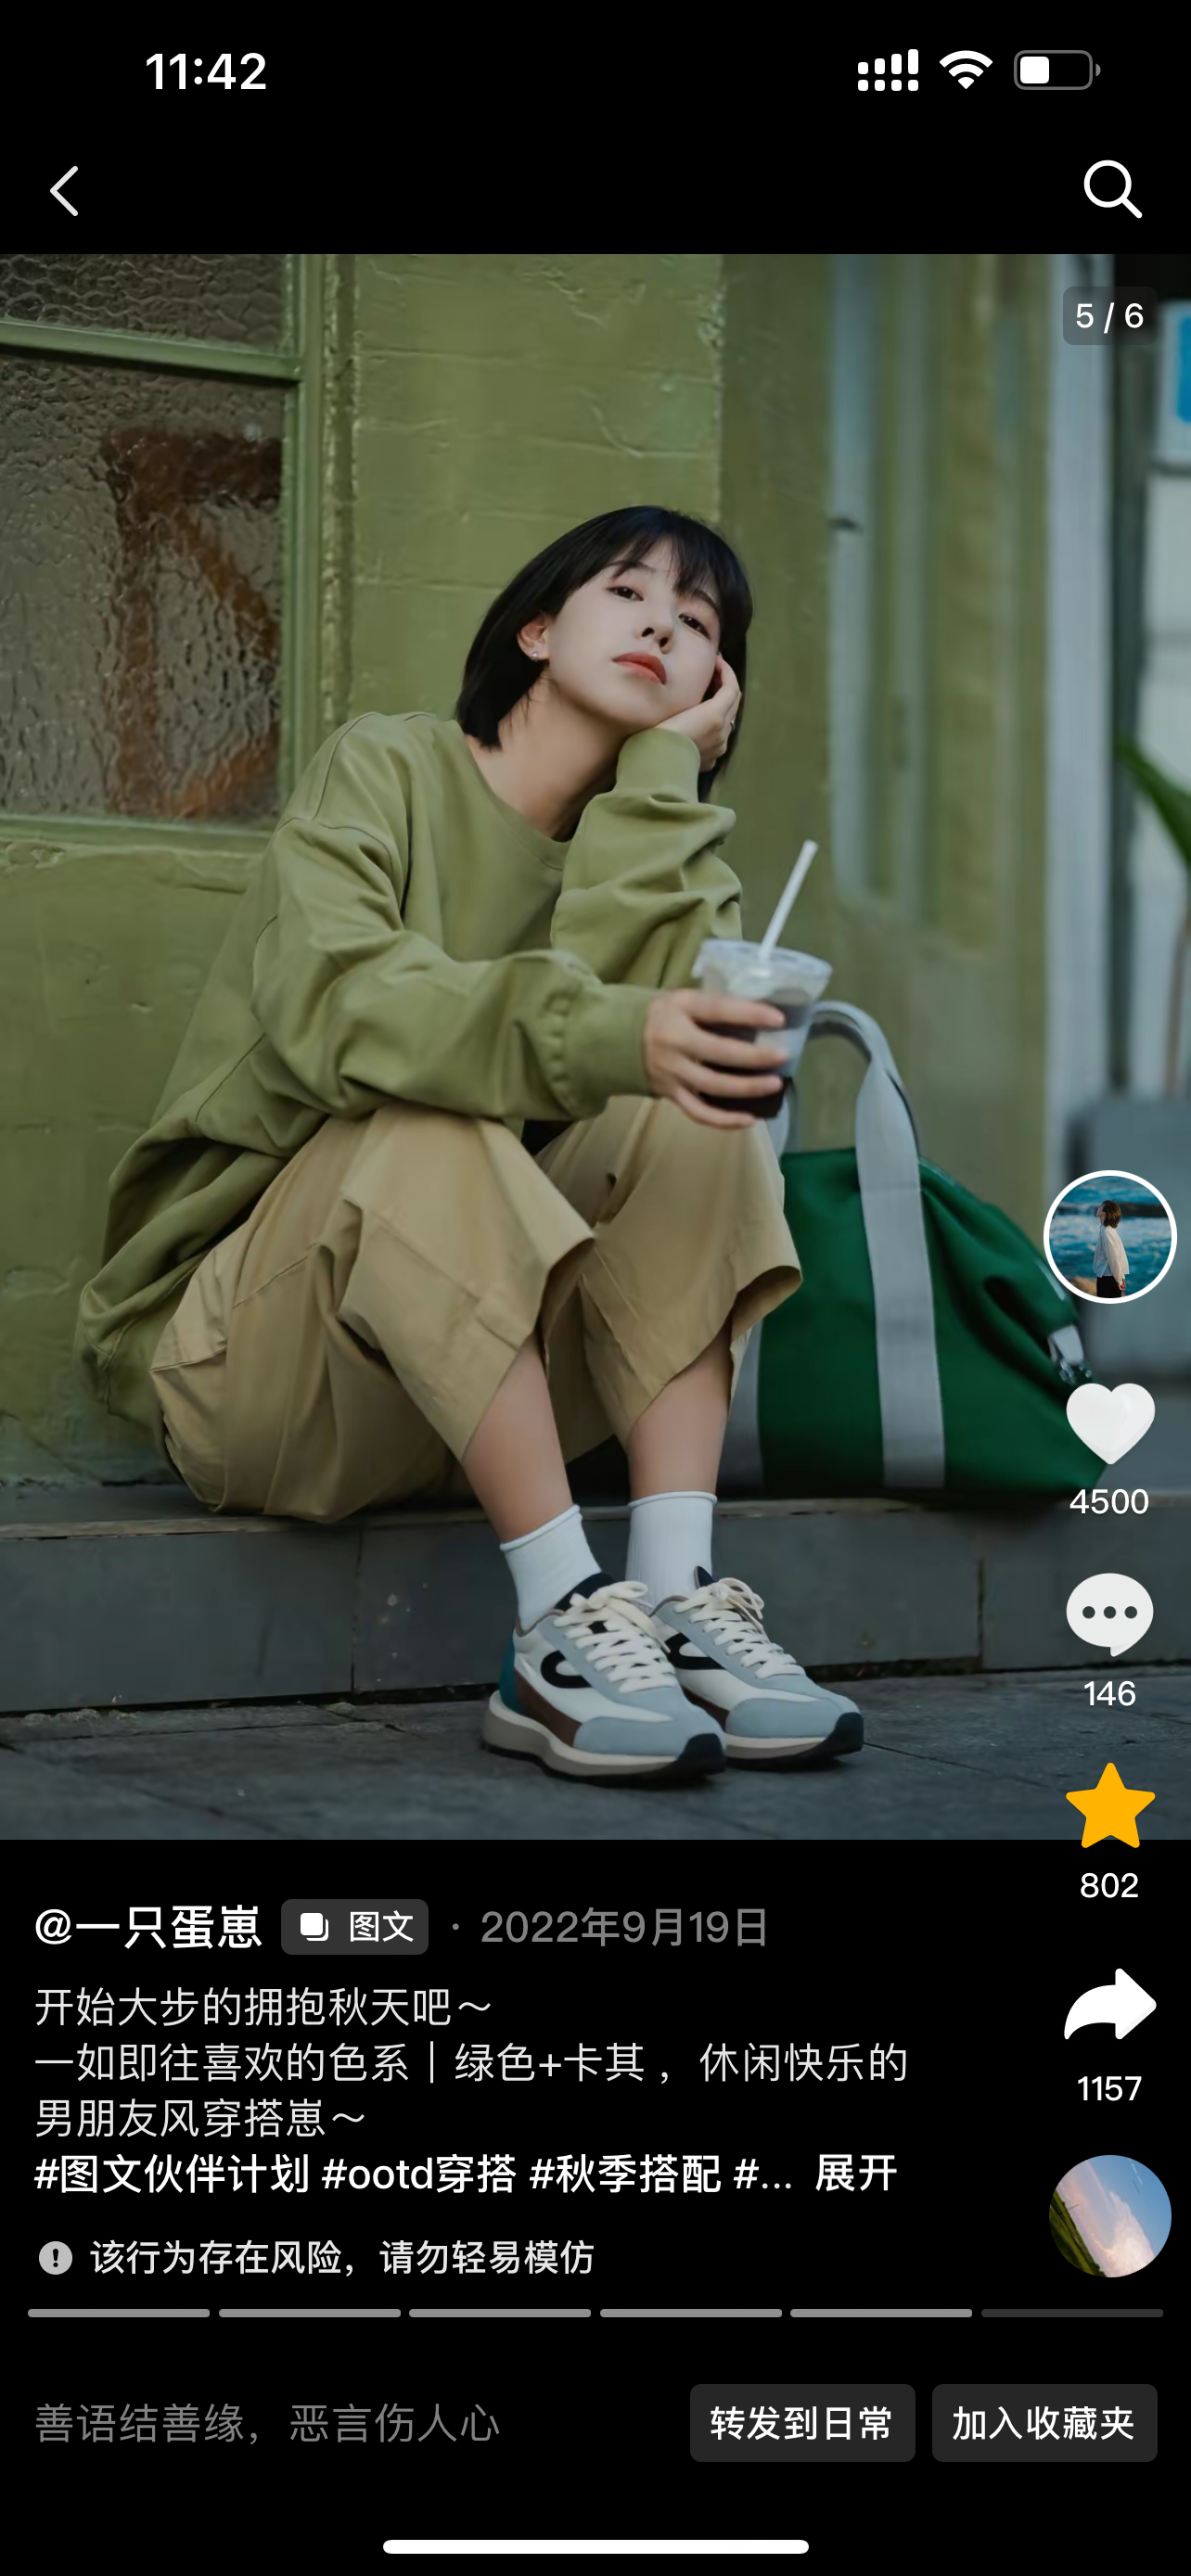 11:42
5 / 6
4500
146
802
@一只蛋崽 图文 · 2022年9月19日
开始大步的拥抱秋天吧～
一如即往喜欢的色系｜绿色+卡其 ，休闲快乐的
男朋友风穿搭崽～
#图文伙伴计划 #ootd穿搭 #秋季搭配 #... 展开
1157
该行为存在风险，请勿轻易模仿
善语结善缘，恶言伤人心 转发到日常 加入收藏夹